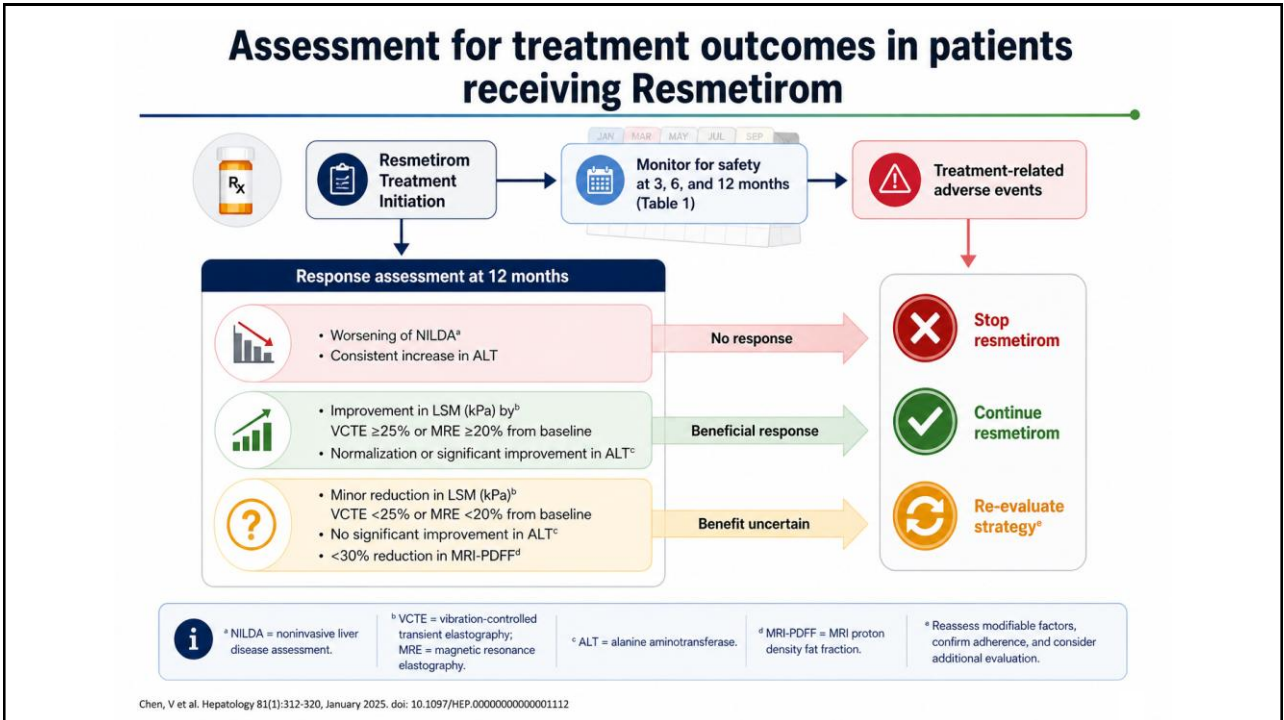 Assessment for treatment outcomes in patients
receiving Resmetirom
Rx
Resmetirom
Treatment
Initiation
JAN MAR MAY JUL SEP
Monitor for safety
at 3, 6, and 12 months
(Table 1)
Treatment-related
adverse events
Response assessment at 12 months
• Worsening of NILDAᵃ
• Consistent increase in ALT
No response
Stop
resmetirom
• Improvement in LSM (kPa) byᵇ
VCTE ≥25% or MRE ≥20% from baseline
• Normalization or significant improvement in ALTᶜ
Beneficial response
Continue
resmetirom
• Minor reduction in LSM (kPa)ᵇ
VCTE <25% or MRE <20% from baseline
• No significant improvement in ALTᶜ
• <30% reduction in MRI-PDFFᵈ
?
Benefit uncertain
Re-evaluate
strategyᵉ
i
ᵃ NILDA = noninvasive liver
disease assessment.
ᵇ VCTE = vibration-controlled
transient elastography;
MRE = magnetic resonance
elastography.
ᶜ ALT = alanine aminotransferase.
ᵈ MRI-PDFF = MRI proton
density fat fraction.
ᵉ Reassess modifiable factors,
confirm adherence, and consider
additional evaluation.
Chen, V et al. Hepatology 81(1):312-320, January 2025. doi: 10.1097/HEP.00000000000001112